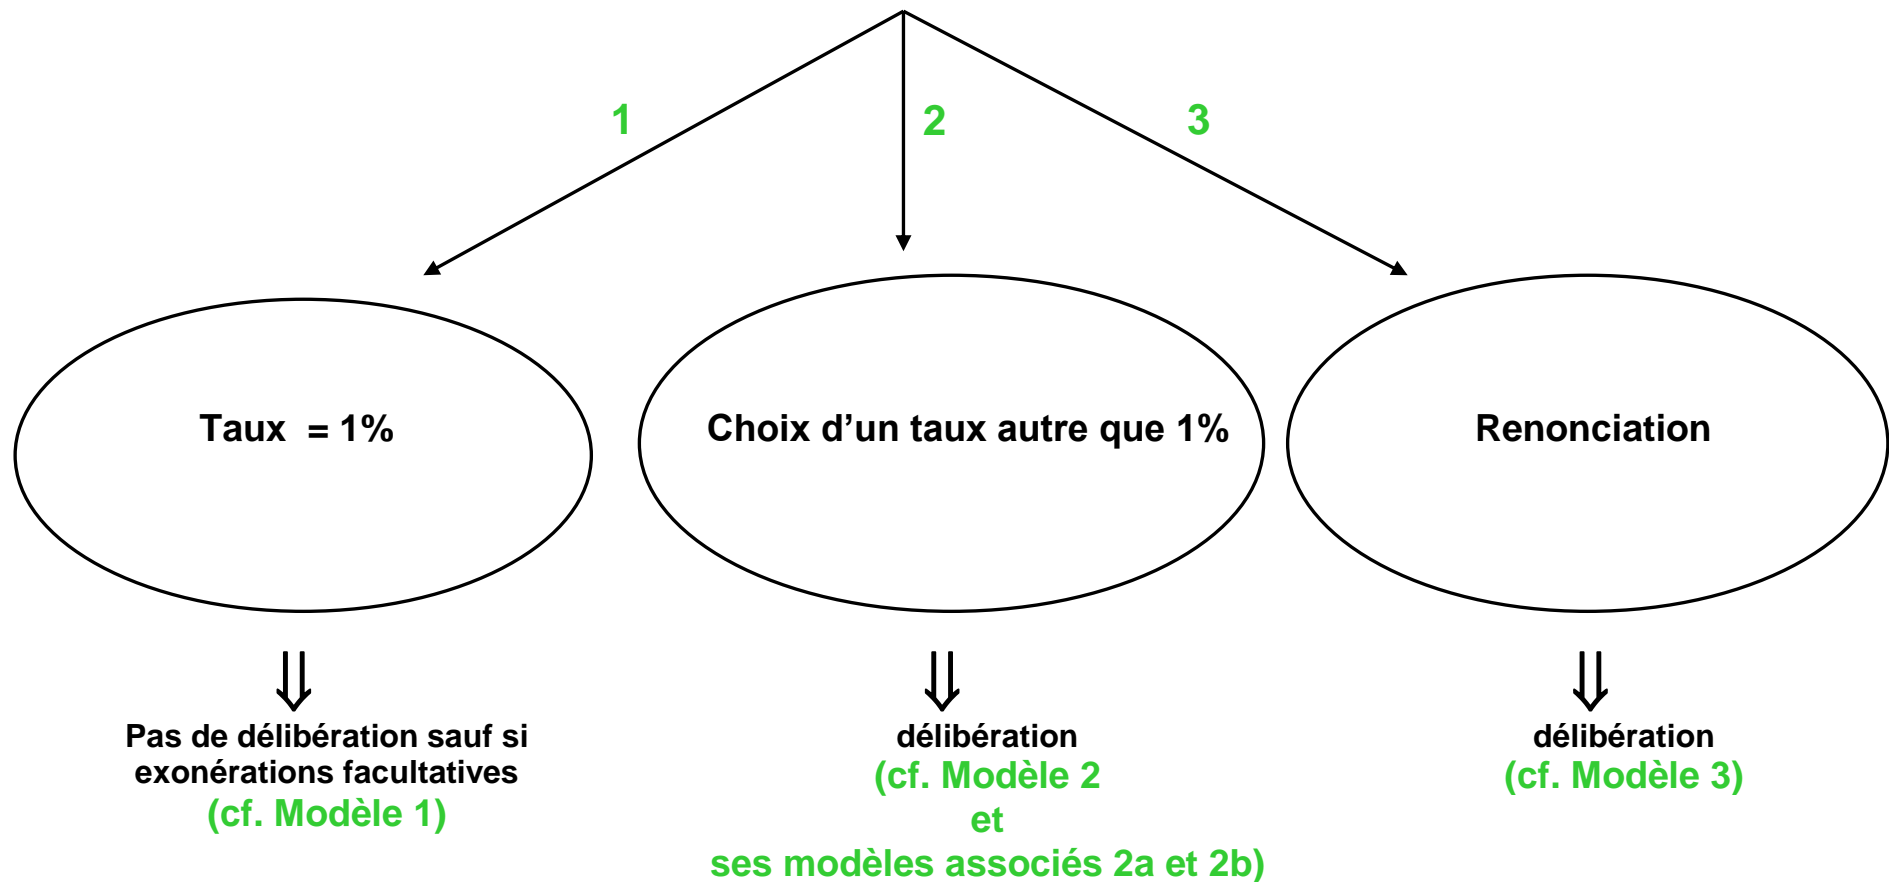 1
2
3
Taux  = 1%
Choix d’un taux autre que 1%
Renonciation
Pas de délibération sauf si
exonérations facultatives
(cf. Modèle 1)
délibération
(cf. Modèle 2
et
ses modèles associés 2a et 2b)
délibération
(cf. Modèle 3)